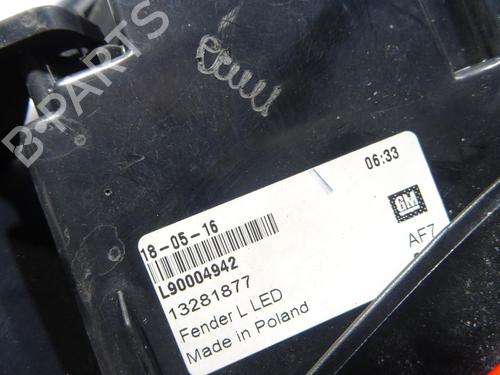 B-PARTS
06:33
18-05-16
GM
L90004942
AF7
13281877
Fender L LED
Made in Poland